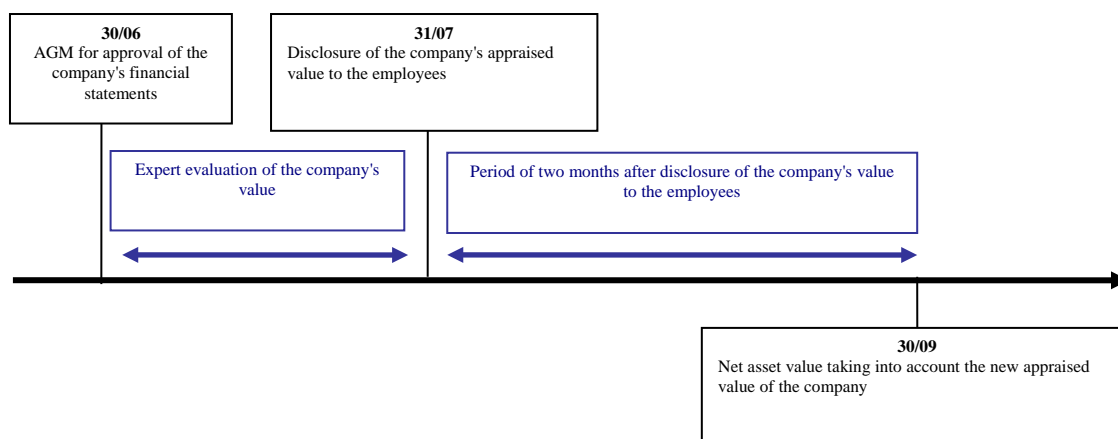 30/06
AGM for approval of the
company's financial
statements
31/07
Disclosure of the company's appraised
value to the employees
Expert evaluation of the company's
value
Period of two months after disclosure of the company's value
to the employees
30/09
Net asset value taking into account the new appraised
value of the company